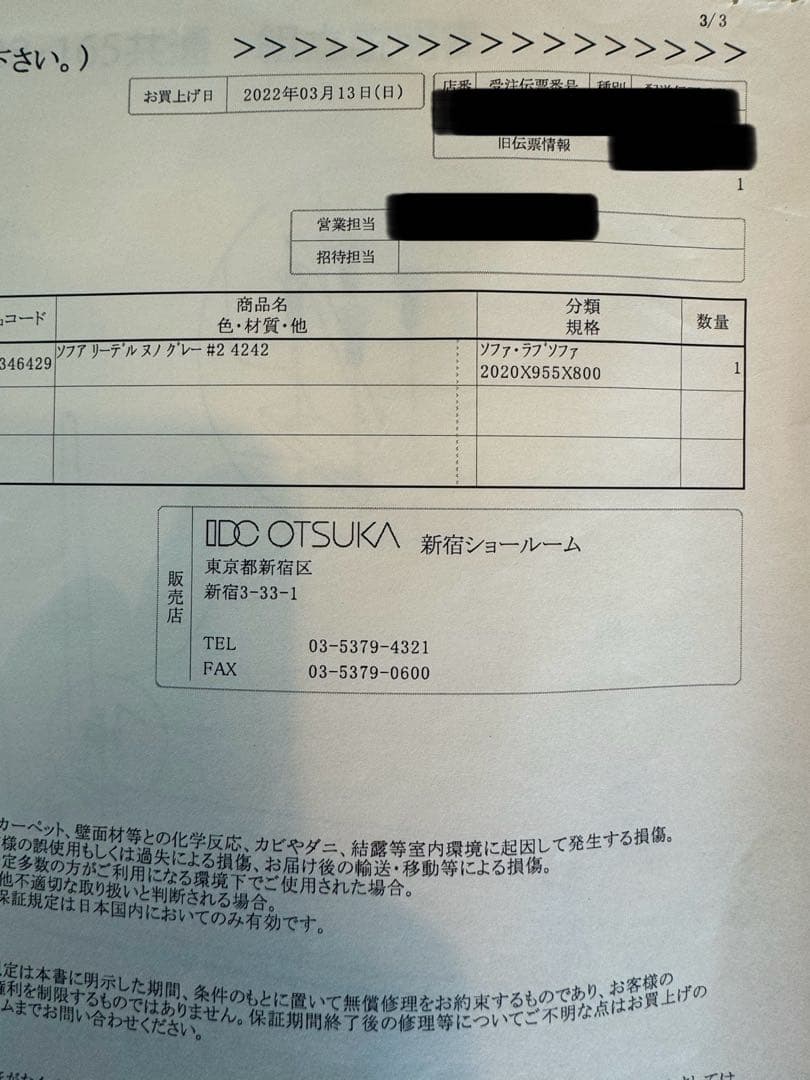 3/3
下さい。)
>>>>>>>>>>>>>>>>>
お買上げ日 2022年03月13日(日)
店番 受注伝票番号 種別
旧伝票情報
1
営業担当
招待担当
コード 商品名 分類 数量
色・材質・他 規格
346429 ソファ リーデル ヌノ グレー #2 4242 ソファ・ラブソファ 1
2020X955X800
販売店
IDC OTSUKA 新宿ショールーム
東京都新宿区
新宿3-33-1
TEL 03-5379-4321
FAX 03-5379-0600
カーペット、壁面材等との化学反応、カビやダニ、結露等室内環境に起因して発生する損傷。
様の誤使用もしくは過失による損傷、お届け後の輸送・移動等による損傷。
定多数の方がご利用になる環境下でご使用された場合。
他不適切な取り扱いと判断される場合。
保証規定は日本国内においてのみ有効です。
規定は本書に明示した期間、条件のもとに置いて無償修理をお約束するものであり、お客様の
権利を制限するものではありません。保証期間終了後の修理等についてご不明な点はお買上げの
ムまでお問い合わせください。